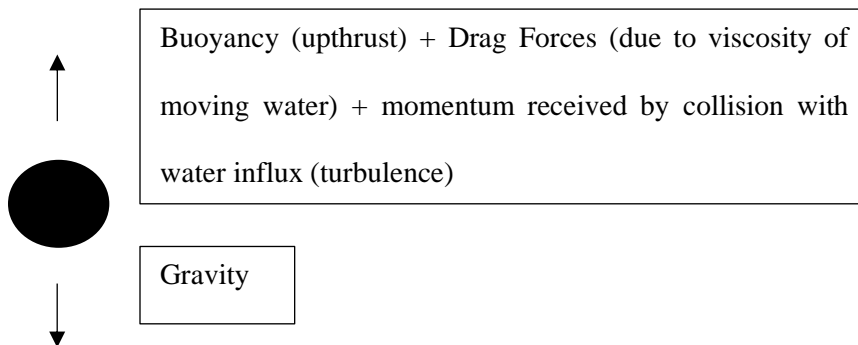 Buoyancy (upthrust) + Drag Forces (due to viscosity of
moving water) + momentum received by collision with
water influx (turbulence)
Gravity